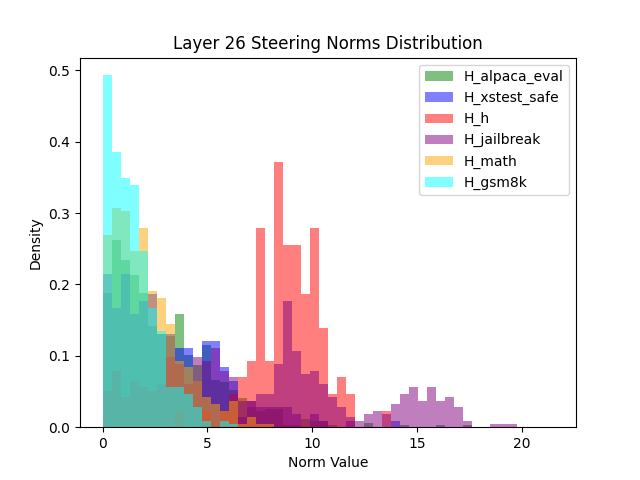 Layer 26 Steering Norms Distribution
H_alpaca_eval
H_xstest_safe
H_h
H_jailbreak
H_math
H_gsm8k
Density
0.5
0.4
0.3
0.2
0.1
0.0
0
5
10
15
20
Norm Value